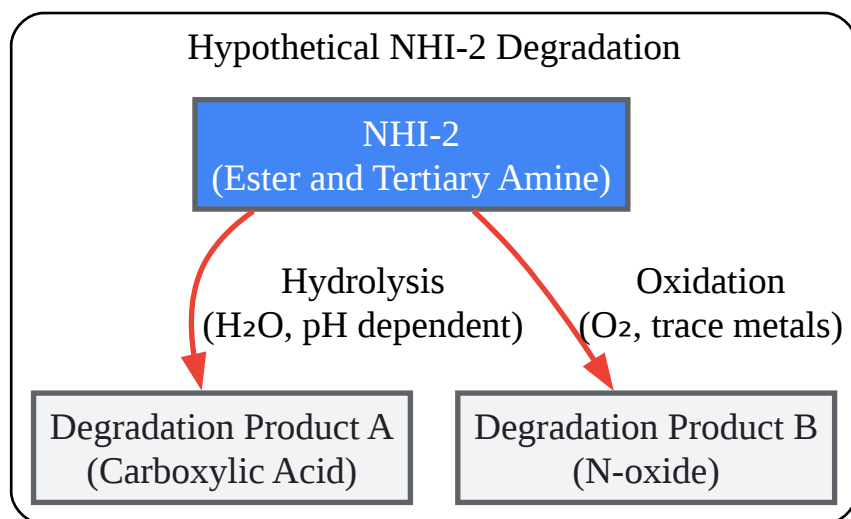 Hypothetical NHI-2 Degradation
NHI-2
(Ester and Tertiary Amine)
Hydrolysis
(H₂O, pH dependent)
Oxidation
(O₂, trace metals)
Degradation Product A
(Carboxylic Acid)
Degradation Product B
(N-oxide)